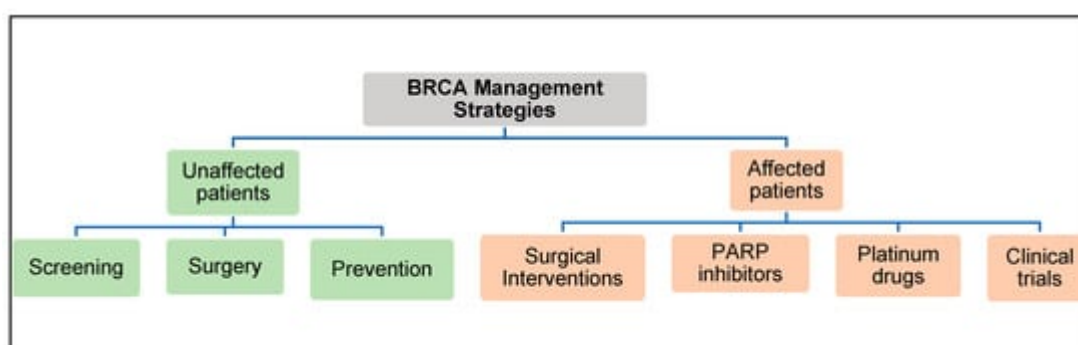 BRCA Management
Strategies
Unaffected
patients
Affected
patients
Screening
Surgery
Prevention
Surgical
Interventions
PARP
inhibitors
Platinum
drugs
Clinical
trials